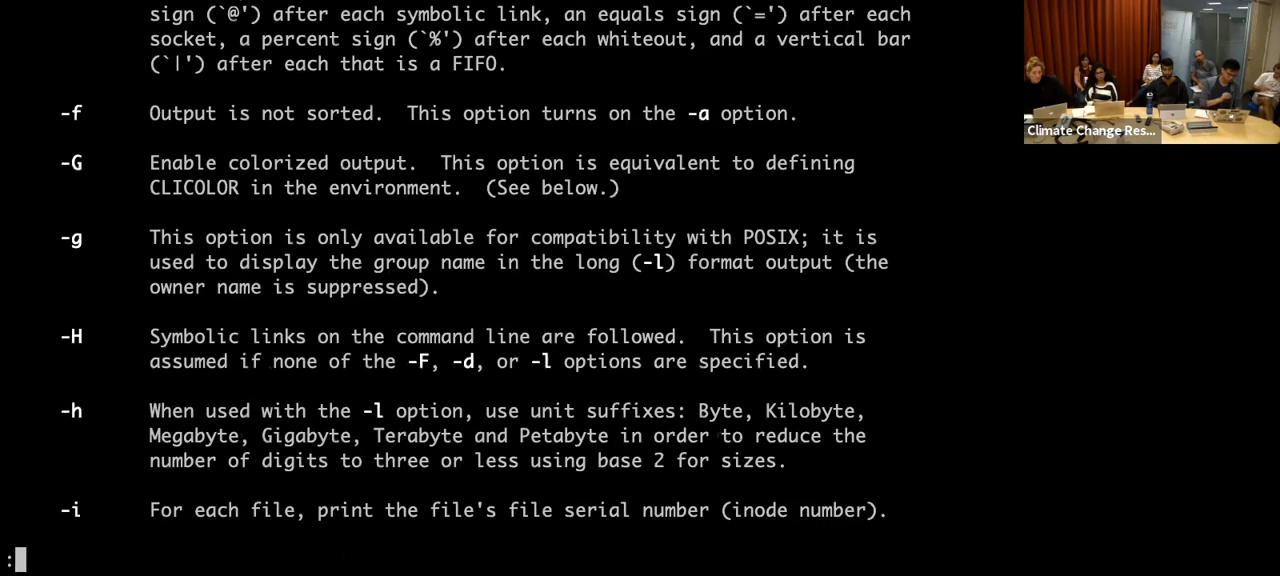 sign (`@') after each symbolic link, an equals sign (`=') after each
socket, a percent sign (`%') after each whiteout, and a vertical bar
(`|') after each that is a FIFO.
-f Output is not sorted. This option turns on the -a option.
-G Enable colorized output. This option is equivalent to defining
CLICOLOR in the environment. (See below.)
-g This option is only available for compatibility with POSIX; it is
used to display the group name in the long (-l) format output (the
owner name is suppressed).
-H Symbolic links on the command line are followed. This option is
assumed if none of the -F, -d, or -l options are specified.
-h When used with the -l option, use unit suffixes: Byte, Kilobyte,
Megabyte, Gigabyte, Terabyte and Petabyte in order to reduce the
number of digits to three or less using base 2 for sizes.
-i For each file, print the file's file serial number (inode number).
:
Climate Change Res...